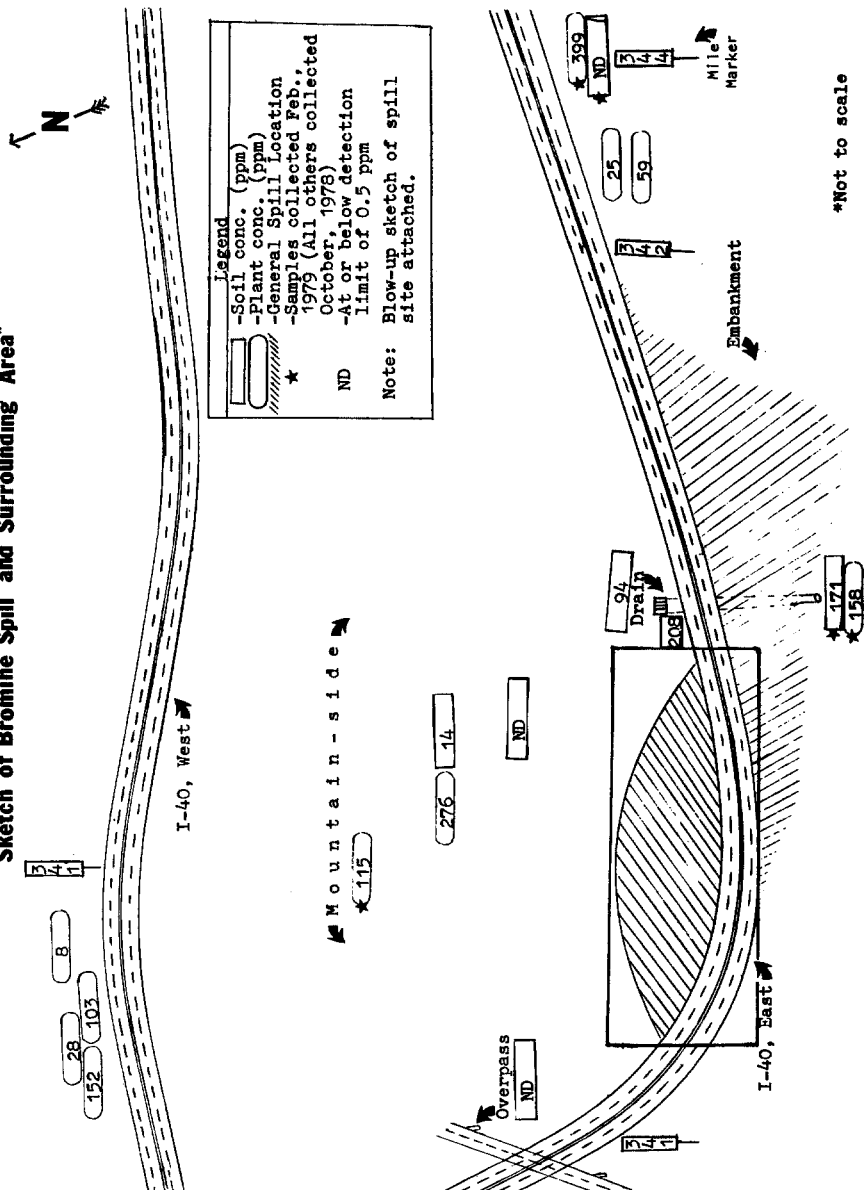 Sketch of Bromine Spill and Surrounding Area*
N
Legend
-Soil conc. (ppm)
-Plant conc. (ppm)
-General Spill Location
★ -Samples collected Feb., 1979 (All others collected October, 1978)
ND -At or below detection limit of 0.5 ppm
Note: Blow-up sketch of spill site attached.
341
8
28
103
152
I-40, West
Mountain-side
★ 115
276
14
ND
Overpass
ND
341
I-40, East
94
Drain
208
★ 171
★ 158
Embankment
342
25
59
★ 399
★ ND
344
Mile Marker
*Not to scale